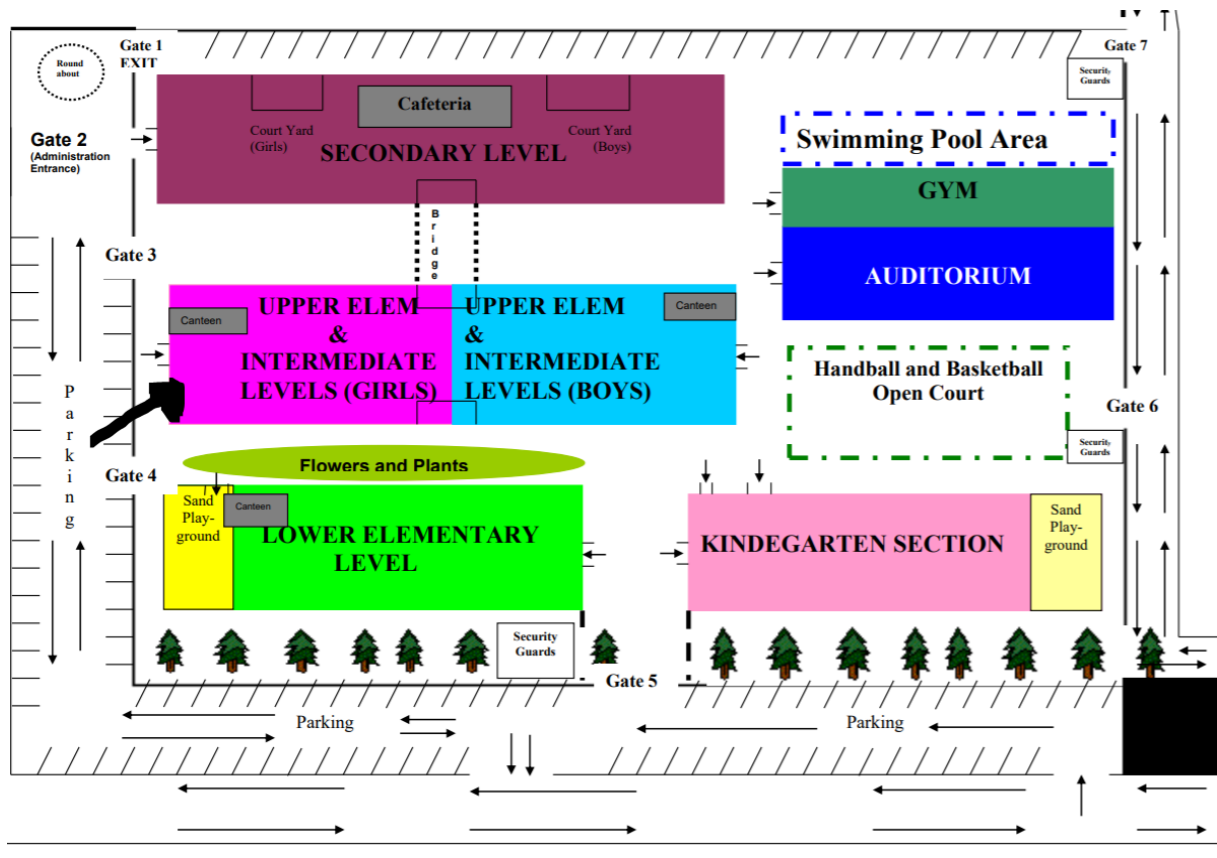 Gate 1
EXIT
Gate 7
Round
about
Security
Guards
Cafeteria
Gate 2
(Administration
Entrance)
Court Yard
(Girls)
Court Yard
(Boys)
SECONDARY LEVEL
Swimming Pool Area
GYM
Bridge
Gate 3
AUDITORIUM
Canteen
UPPER ELEM
&
INTERMEDIATE
LEVELS (GIRLS)
UPPER ELEM
&
INTERMEDIATE
LEVELS (BOYS)
Canteen
Handball and Basketball
Open Court
Gate 6
Parking
Security
Guards
Gate 4
Flowers and Plants
Sand
Play-
ground
Canteen
LOWER ELEMENTARY
LEVEL
KINDEGARTEN SECTION
Sand
Play-
ground
Security
Guards
Gate 5
Parking
Parking